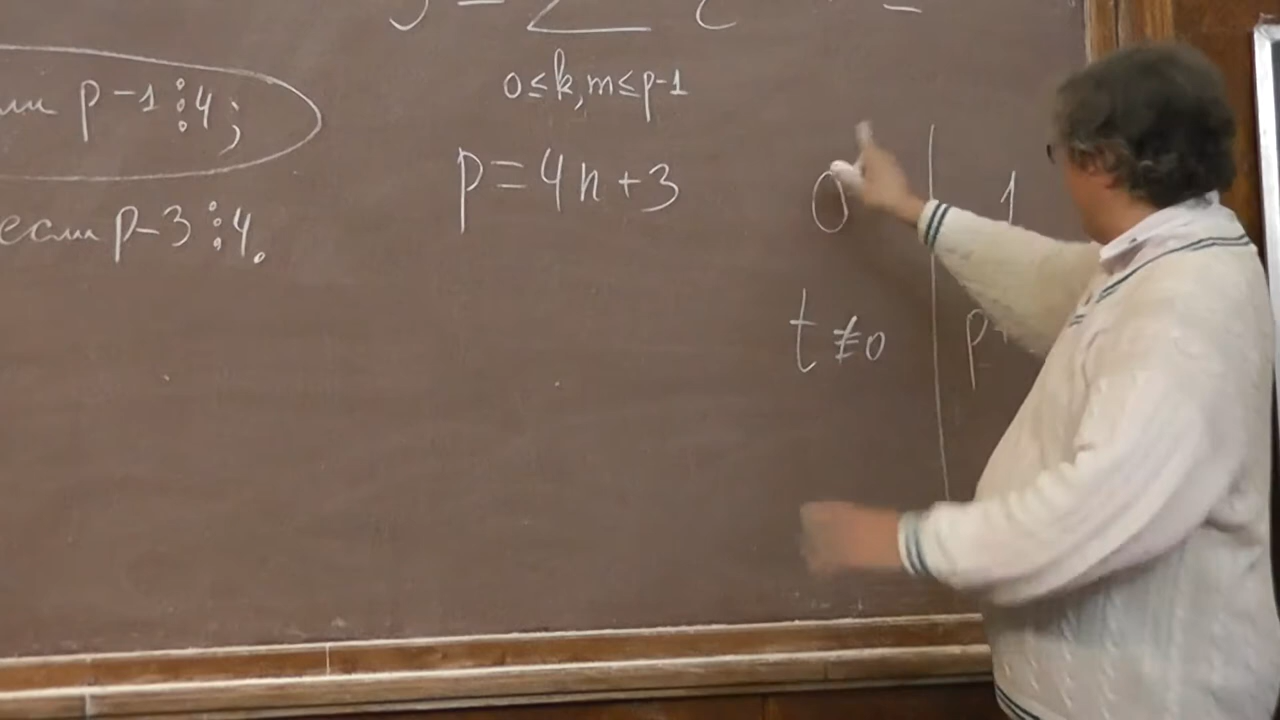 = Σ
0≤k,m≤p-1
p-1⋮4;
если p-3⋮4.
p=4n+3
0 | 1
t≢0 | p+